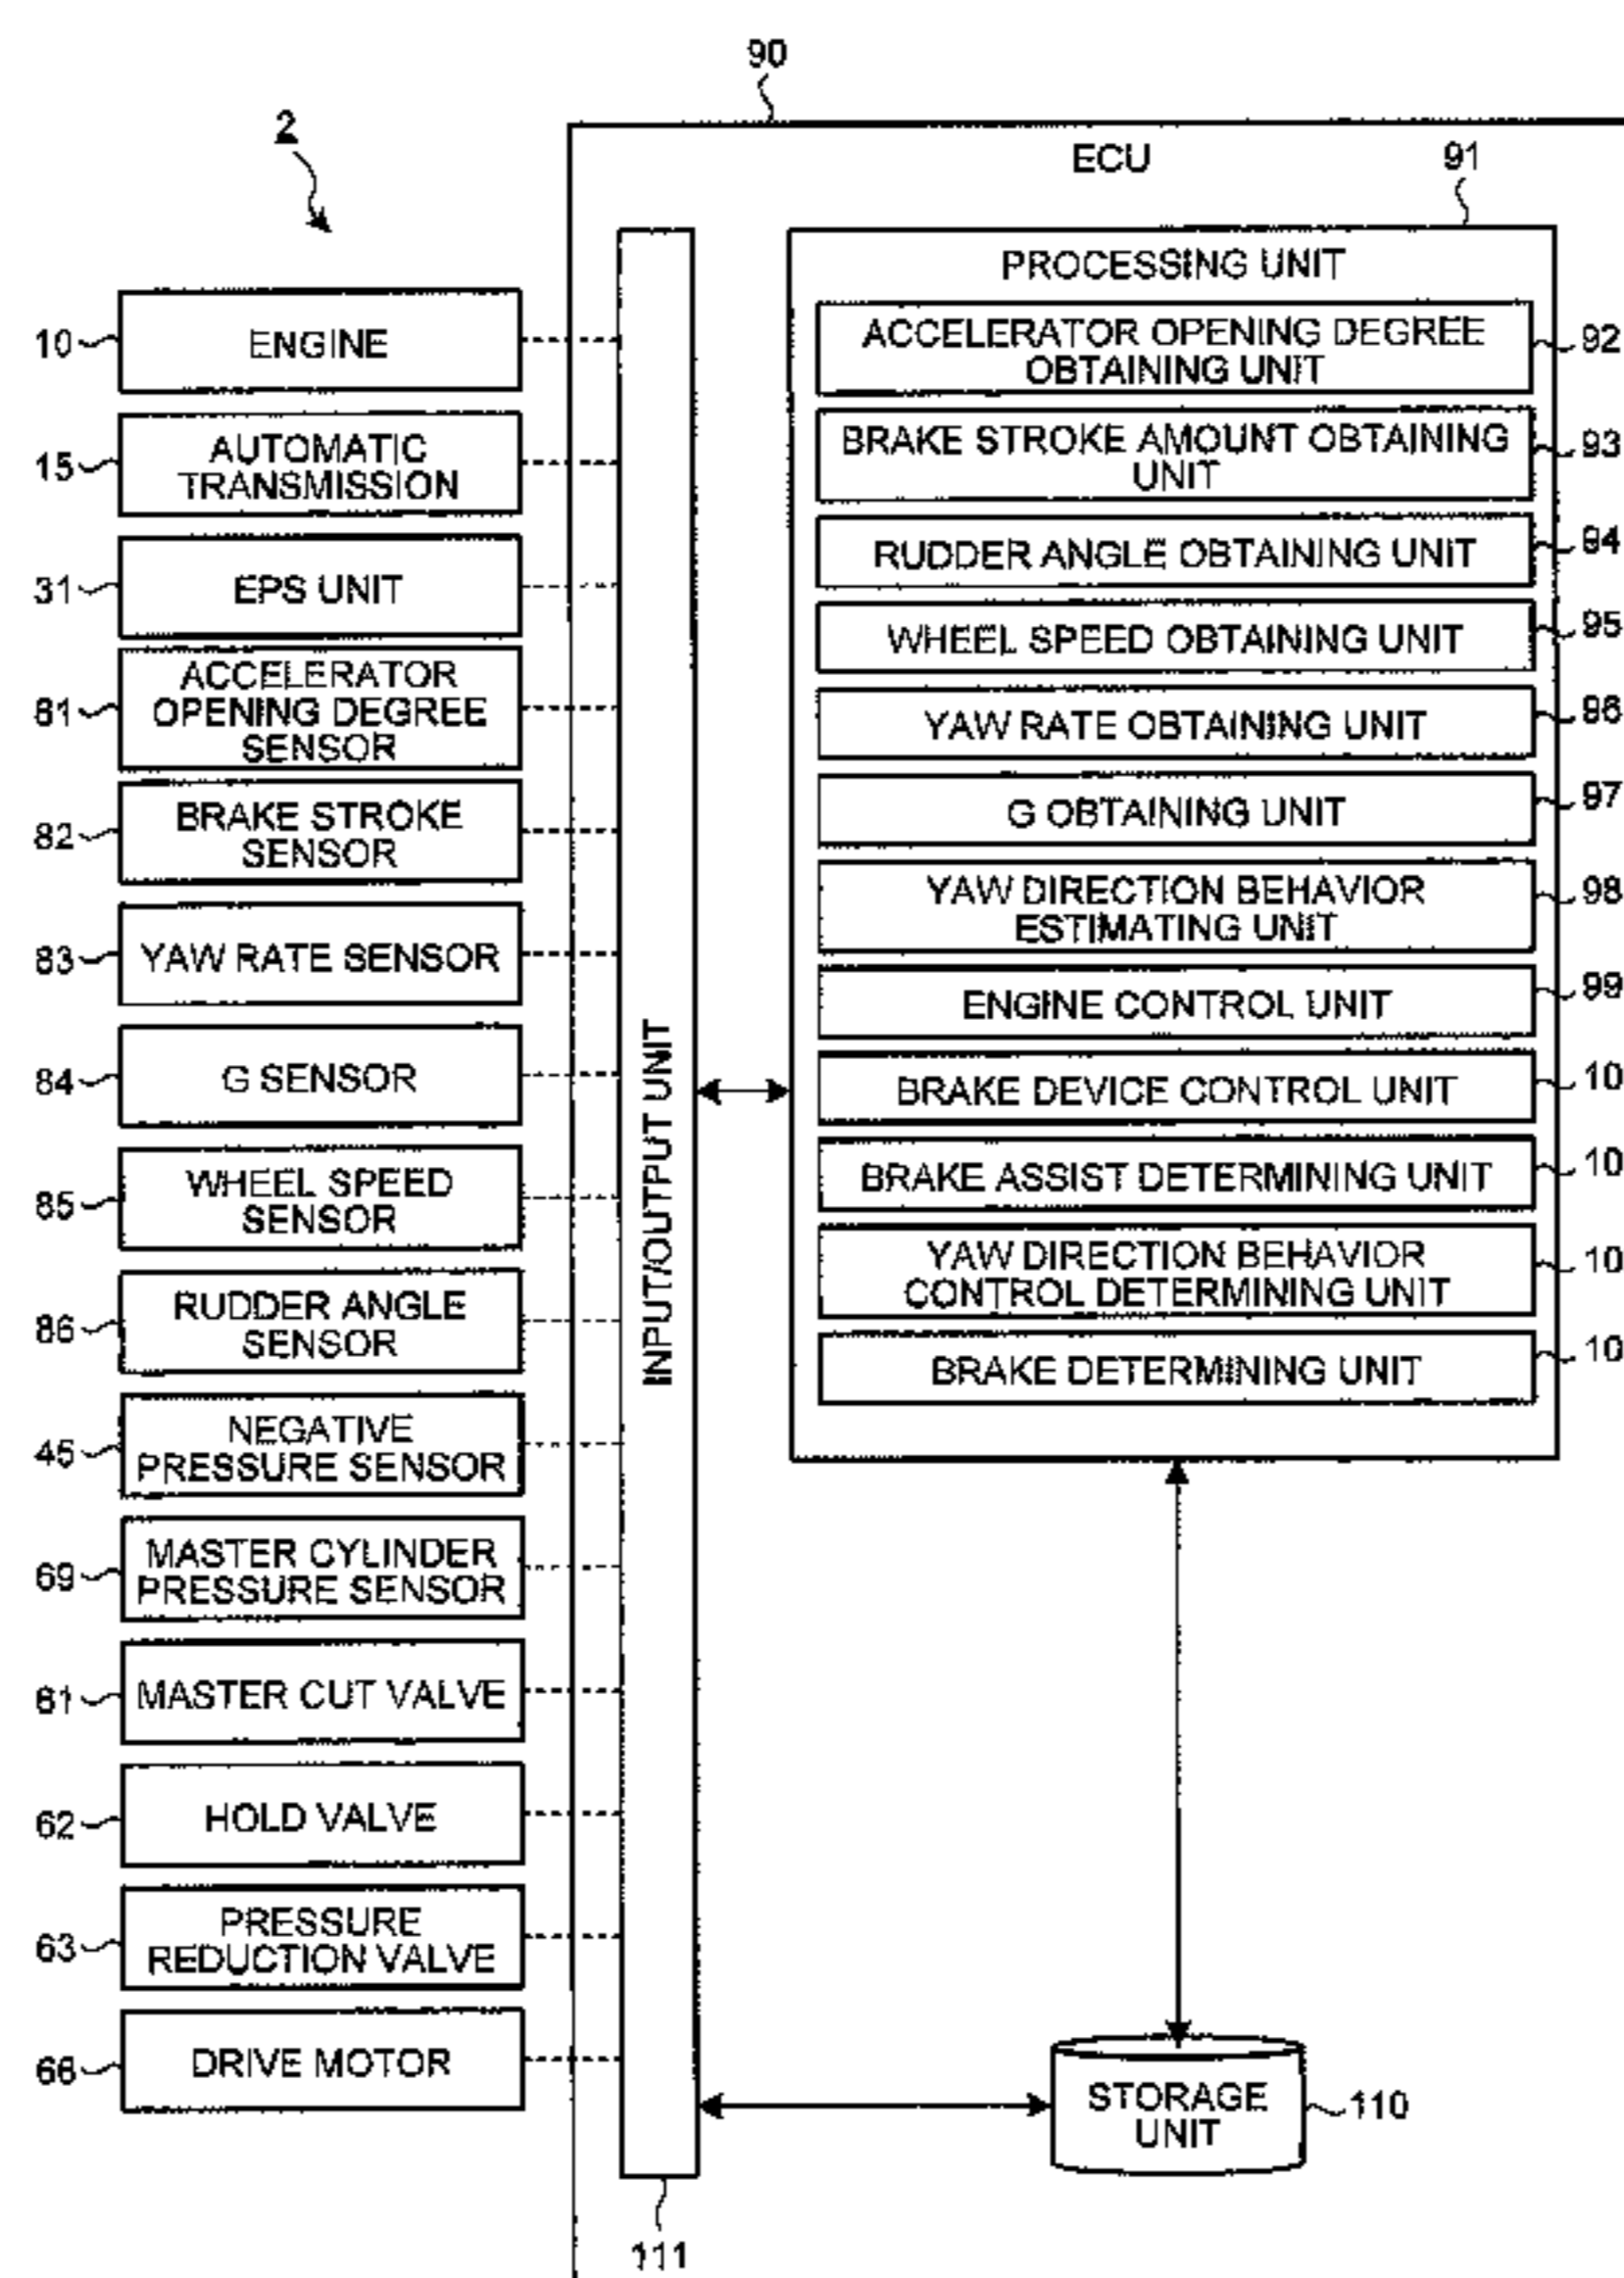 90
2
ECU
91
PROCESSING UNIT
10
ENGINE
15
AUTOMATIC
TRANSMISSION
31
EPS UNIT
81
ACCELERATOR
OPENING DEGREE
SENSOR
82
BRAKE STROKE
SENSOR
83
YAW RATE SENSOR
84
G SENSOR
85
WHEEL SPEED
SENSOR
86
RUDDER ANGLE
SENSOR
45
NEGATIVE
PRESSURE SENSOR
69
MASTER CYLINDER
PRESSURE SENSOR
61
MASTER CUT VALVE
62
HOLD VALVE
63
PRESSURE
REDUCTION VALVE
66
DRIVE MOTOR
INPUT/OUTPUT UNIT
111
ACCELERATOR OPENING DEGREE
OBTAINING UNIT
92
BRAKE STROKE AMOUNT OBTAINING
UNIT
93
RUDDER ANGLE OBTAINING UNIT
94
WHEEL SPEED OBTAINING UNIT
95
YAW RATE OBTAINING UNIT
96
G OBTAINING UNIT
97
YAW DIRECTION BEHAVIOR
ESTIMATING UNIT
98
ENGINE CONTROL UNIT
99
BRAKE DEVICE CONTROL UNIT
10
BRAKE ASSIST DETERMINING UNIT
10
YAW DIRECTION BEHAVIOR
CONTROL DETERMINING UNIT
10
BRAKE DETERMINING UNIT
10
STORAGE
UNIT
110